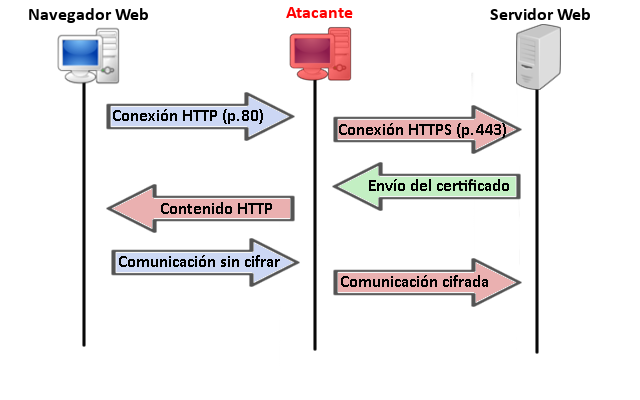 Navegador Web
Atacante
Servidor Web
Conexión HTTP (p.80)
Conexión HTTPS (p.443)
Envío del certificado
Contenido HTTP
Comunicación sin cifrar
Comunicación cifrada